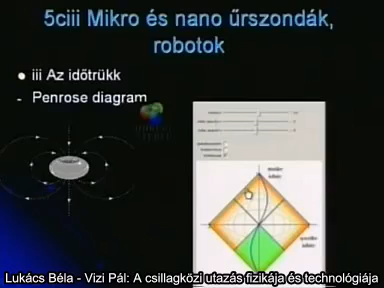 5ciii Mikro és nano űrszondák,
robotok
iii Az időtrükk
- Penrose diagram
Lukács Béla - Vizi Pál: A csillagközi utazás fizikája és technológiája